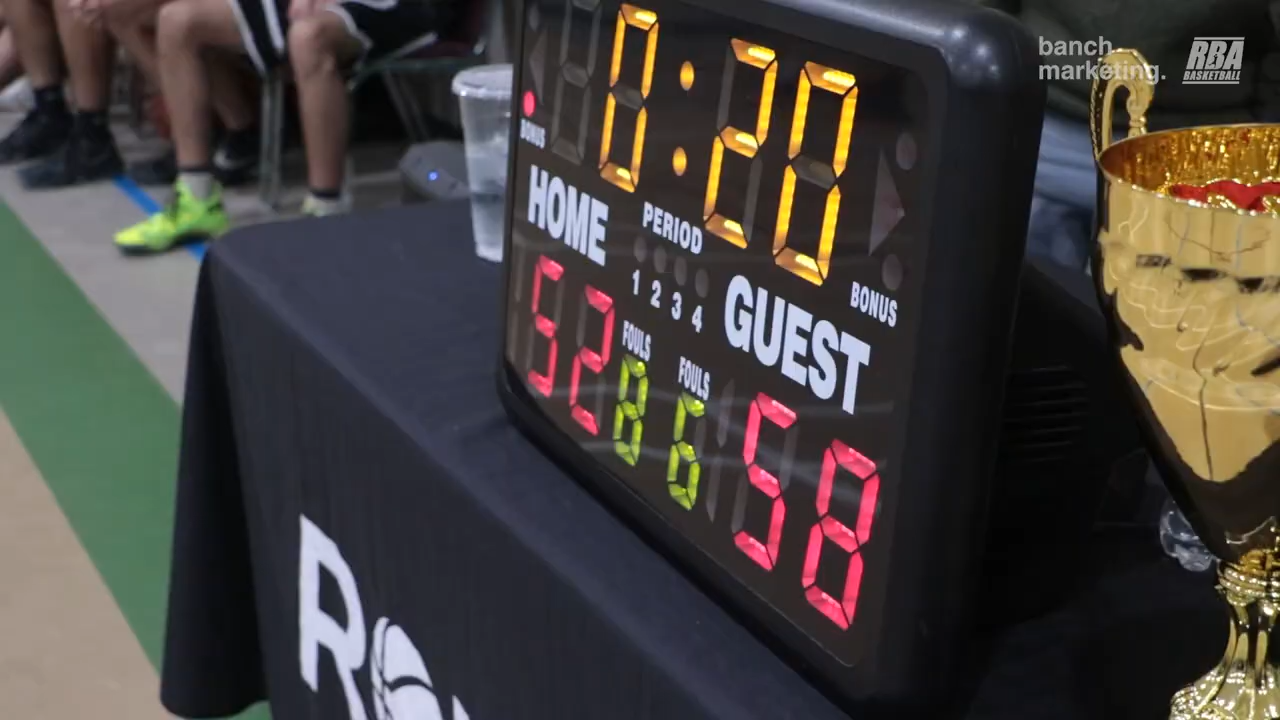 banch
marketing.
RBA
BASKETBALL
0:20
BONUS
HOME
PERIOD
1 2 3 4
GUEST
BONUS
52
FOULS
8
FOULS
6
58